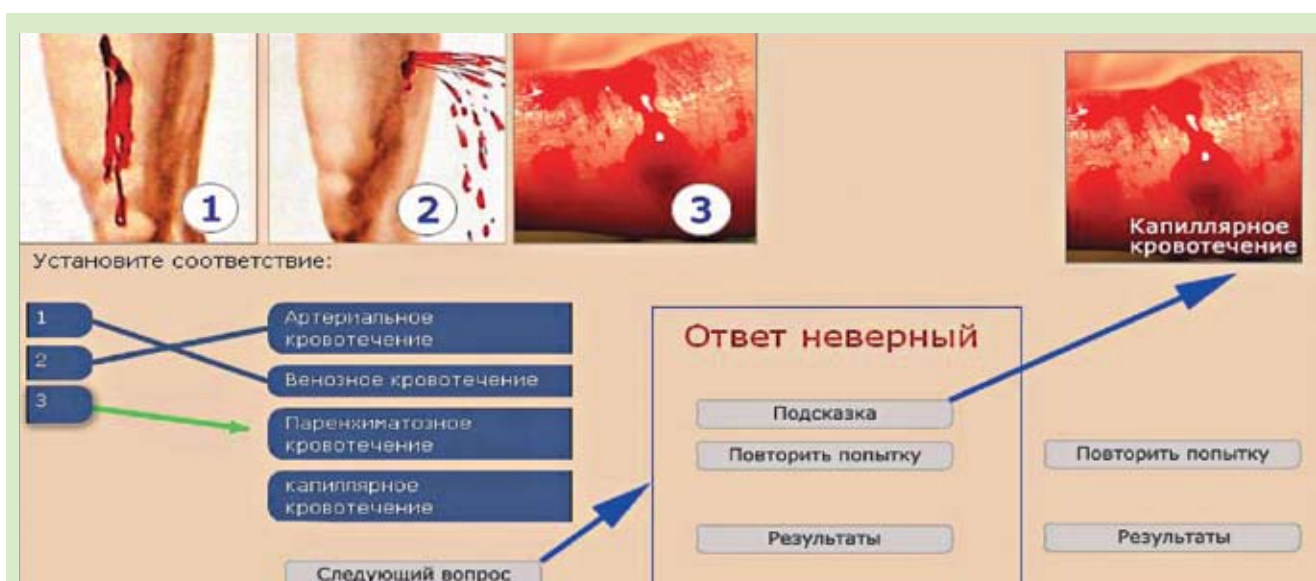 1
2
3
Капиллярное
кровотечение
Установите соответствие:
1
2
3
Артериальное
кровотечение
Венозное кровотечение
Паренхиматозное
кровотечение
капиллярное
кровотечение
Следующий вопрос
Ответ неверный
Подсказка
Повторить попытку
Результаты
Повторить попытку
Результаты